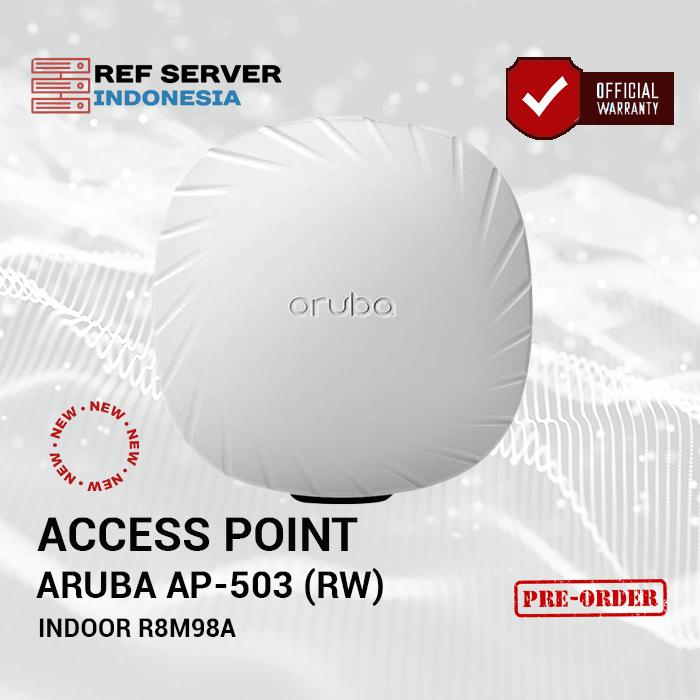 REF SERVER
INDONESIA
OFFICIAL
WARRANTY
aruba
NEW • NEW • NEW • NEW • NEW • NEW •
ACCESS POINT
ARUBA AP-503 (RW)
INDOOR R8M98A
PRE-ORDER